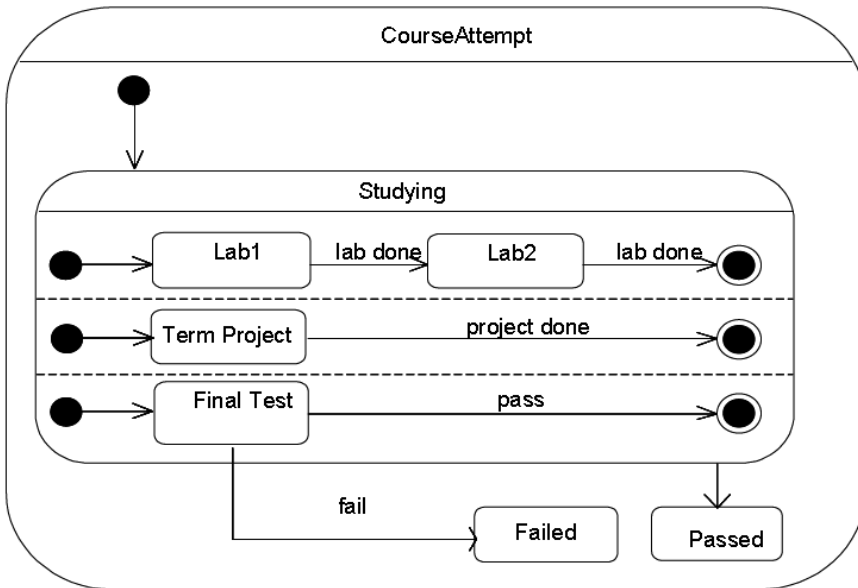 CourseAttempt
Studying
Lab1
lab done
Lab2
lab done
Term Project
project done
Final Test
pass
fail
Failed
Passed